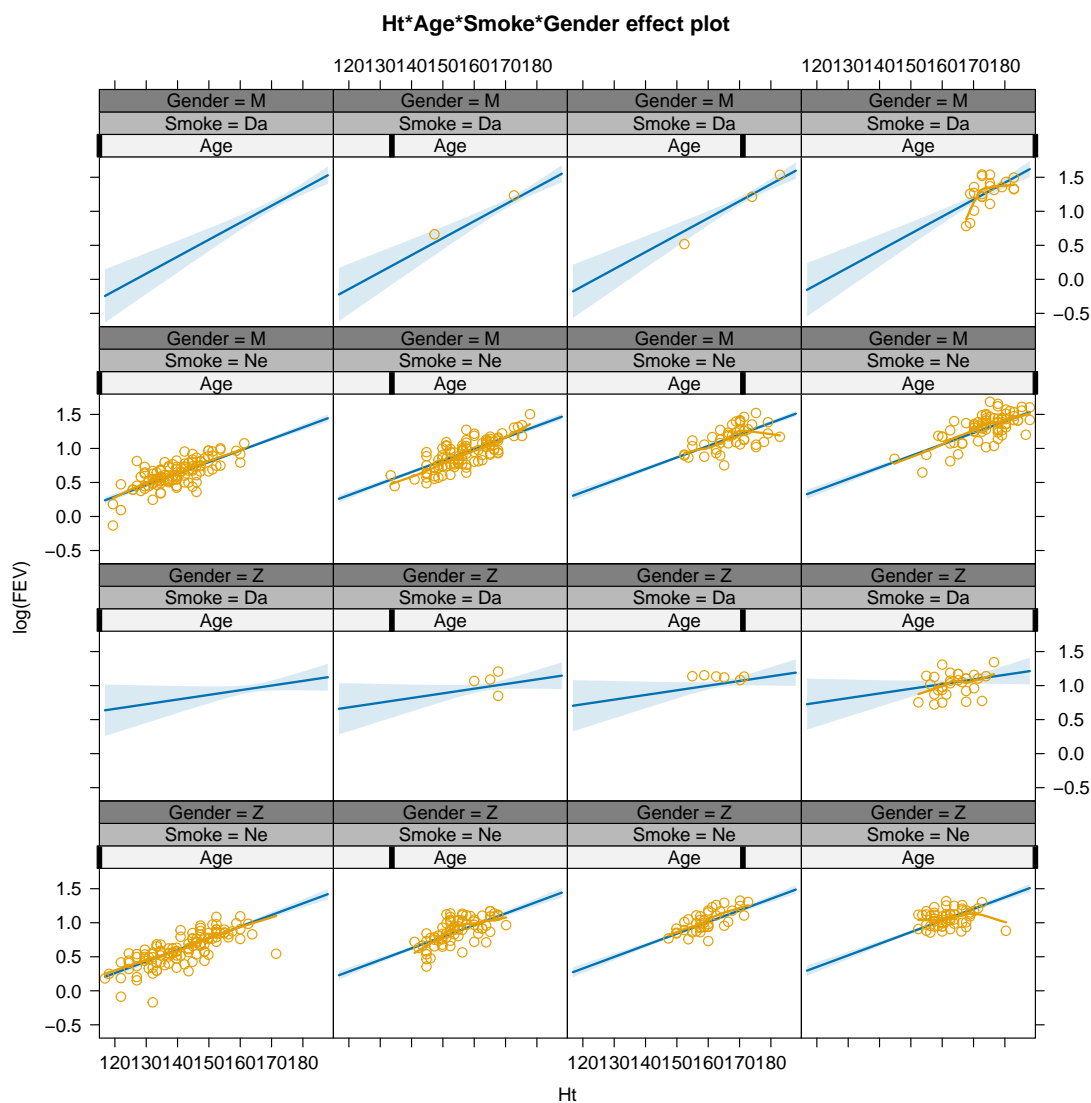 Ht*Age*Smoke*Gender effect plot
120130140150160170180 120130140150160170180
Gender = M Gender = M Gender = M Gender = M
Smoke = Da Smoke = Da Smoke = Da Smoke = Da
Age Age Age Age
1.5
1.0
0.5
0.0
−0.5
Gender = M Gender = M Gender = M Gender = M
Smoke = Ne Smoke = Ne Smoke = Ne Smoke = Ne
Age Age Age Age
1.5
1.0
0.5
0.0
−0.5
Gender = Z Gender = Z Gender = Z Gender = Z
Smoke = Da Smoke = Da Smoke = Da Smoke = Da
Age Age Age Age
log(FEV)
1.5
1.0
0.5
0.0
−0.5
Gender = Z Gender = Z Gender = Z Gender = Z
Smoke = Ne Smoke = Ne Smoke = Ne Smoke = Ne
Age Age Age Age
1.5
1.0
0.5
0.0
−0.5
120130140150160170180 120130140150160170180
Ht